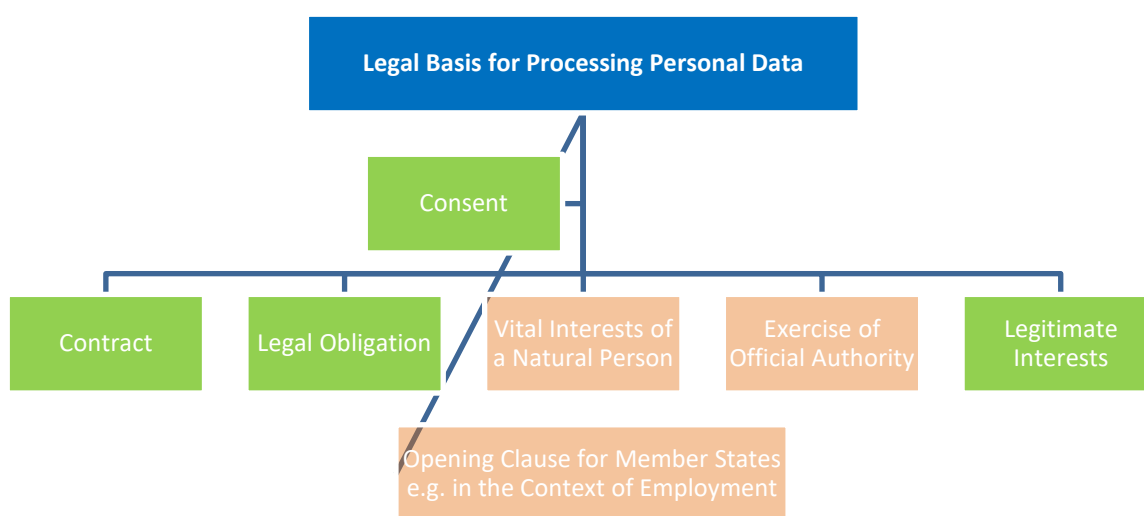 Legal Basis for Processing Personal Data
Consent
Contract
Legal Obligation
Vital Interests of
a Natural Person
Exercise of
Official Authority
Legitimate
Interests
Opening Clause for Member States
e.g. in the Context of Employment